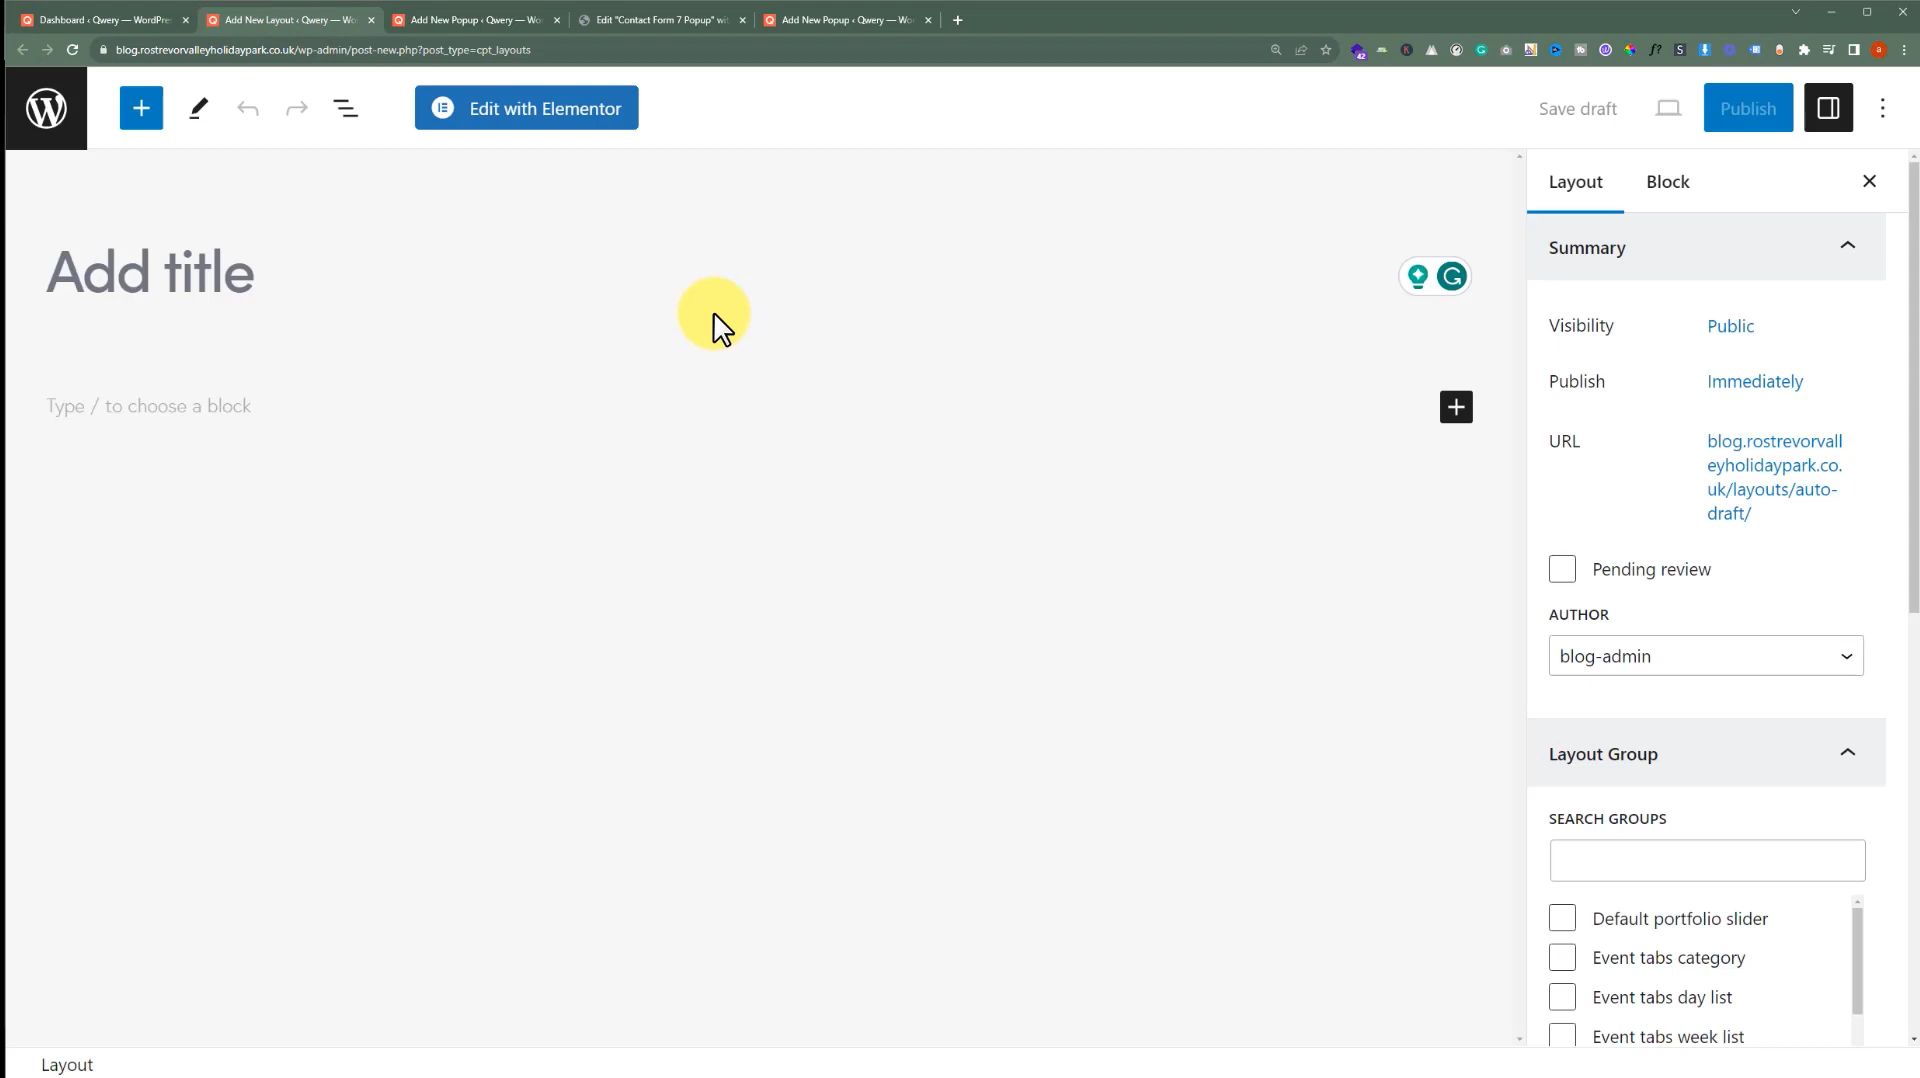 Dashboard ‹ Qwery — WordPre
Add New Layout ‹ Qwery — Wo
Add New Popup ‹ Qwery — Wo
Edit "Contact Form 7 Popup" wit
Add New Popup ‹ Qwery — Wo
blog.rostrevorvalleyholidaypark.co.uk/wp-admin/post-new.php?post_type=cpt_layouts
Edit with Elementor
Save draft
Publish
Layout
Block
Summary
Add title
Visibility
Public
Publish
Immediately
Type / to choose a block
URL
blog.rostrevorvall
eyholidaypark.co.
uk/layouts/auto-
draft/
Pending review
AUTHOR
blog-admin
Layout Group
SEARCH GROUPS
Default portfolio slider
Event tabs category
Event tabs day list
Event tabs week list
Layout